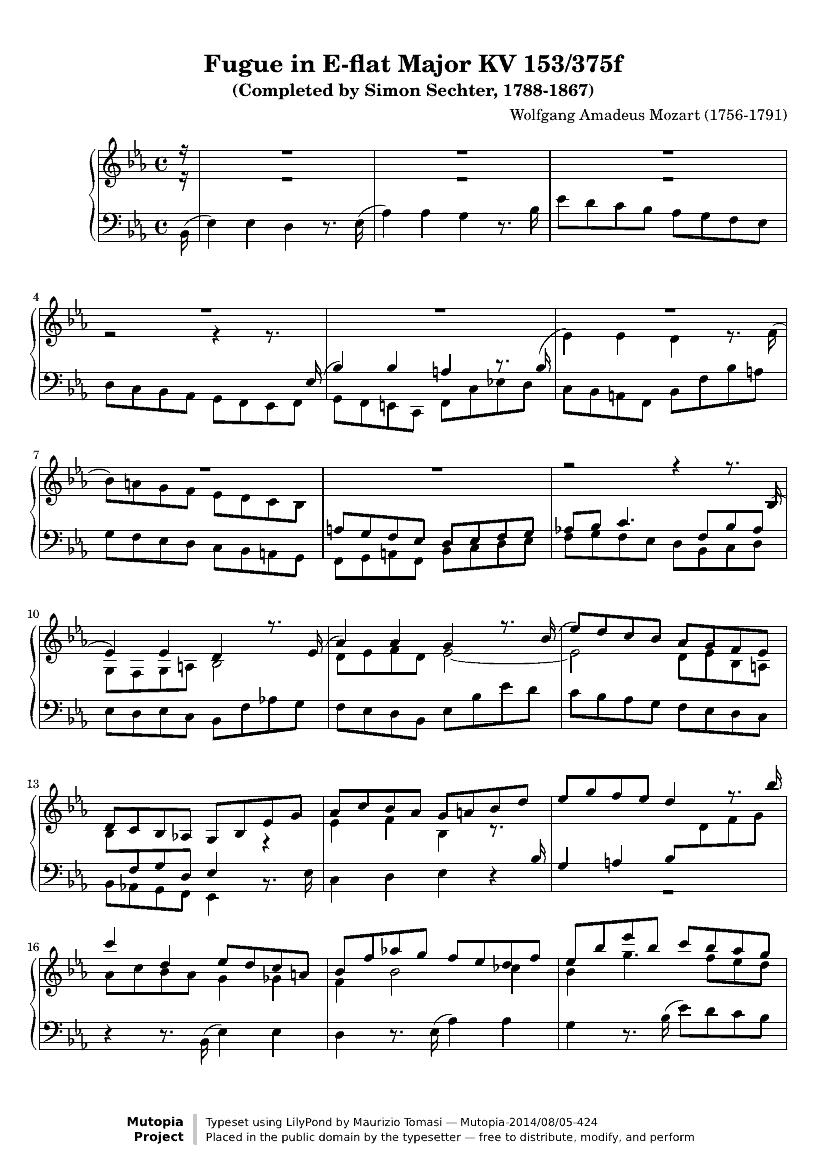 Fugue in E-flat Major KV 153/375f
(Completed by Simon Sechter, 1788-1867)
Wolfgang Amadeus Mozart (1756-1791)
4
7
10
13
16
Mutopia Project
Typeset using LilyPond by Maurizio Tomasi — Mutopia-2014/08/05-424
Placed in the public domain by the typesetter — free to distribute, modify, and perform